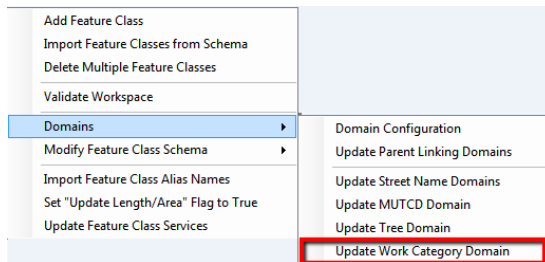 Add Feature Class
Import Feature Classes from Schema
Delete Multiple Feature Classes
Validate Workspace
Domains
Modify Feature Class Schema
Import Feature Class Alias Names
Set "Update Length/Area" Flag to True
Update Feature Class Services
Domain Configuration
Update Parent Linking Domains
Update Street Name Domains
Update MUTCD Domain
Update Tree Domain
Update Work Category Domain